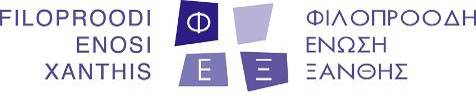 FILOPROODI
ENOSI
XANTHIS
Φ
Ε Ξ
ΦΙΛΟΠΡΟΟΔΗ
ΕΝΩΣΗ
ΞΑΝΘΗΣ